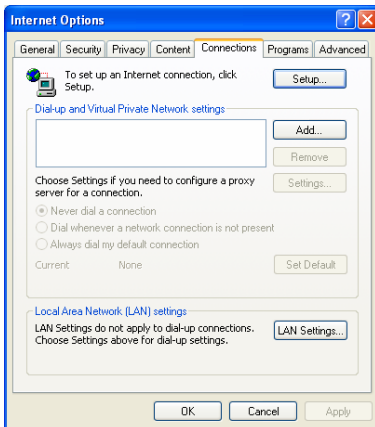 Internet Options
General Security Privacy Content Connections Programs Advanced
To set up an Internet connection, click
Setup.
Setup...
Dial-up and Virtual Private Network settings
Add...
Remove
Choose Settings if you need to configure a proxy
server for a connection.
Settings...
Never dial a connection
Dial whenever a network connection is not present
Always dial my default connection
Current None
Set Default
Local Area Network (LAN) settings
LAN Settings do not apply to dial-up connections.
Choose Settings above for dial-up settings.
LAN Settings...
OK Cancel Apply